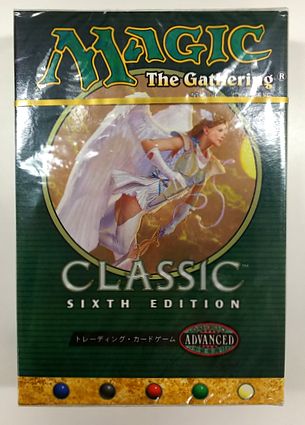 MAGIC
The Gathering®
CLASSIC™
SIXTH EDITION
トレーディング・カードゲーム
ADVANCED